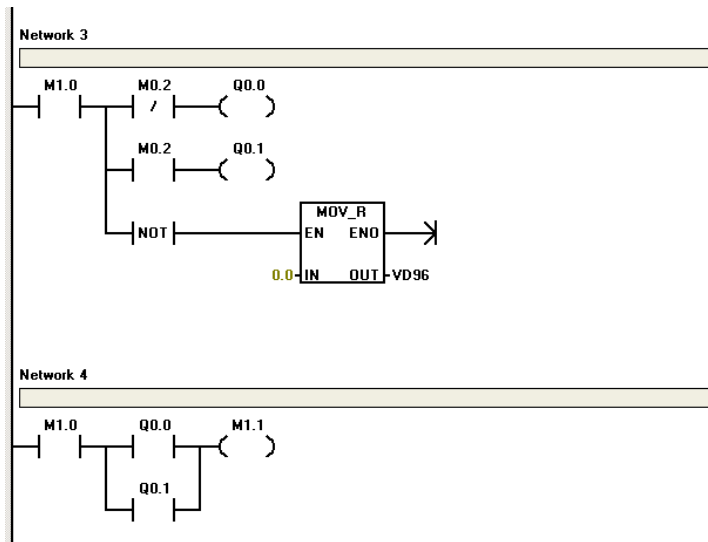 Network 3
M1.0 M0.2 Q0.0
/
M0.2 Q0.1
MOV_R
NOT EN ENO
0.0 IN OUT VD96
Network 4
M1.0 Q0.0 M1.1
Q0.1